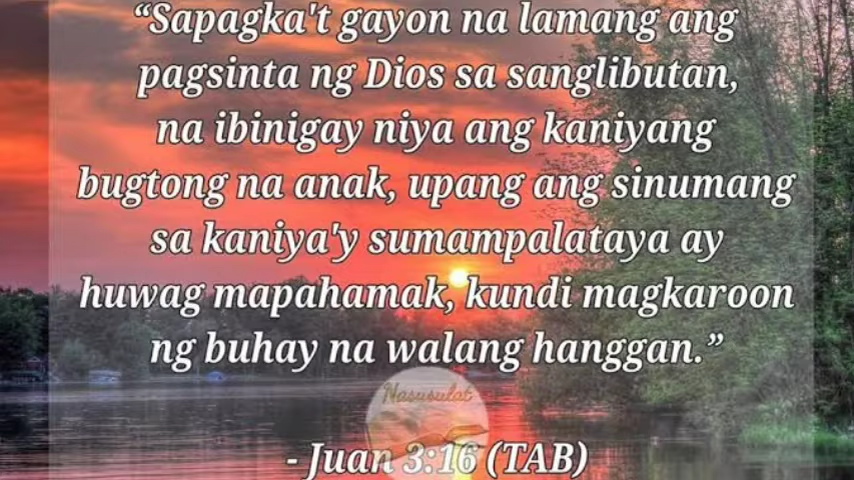 “Sapagka't gayon na lamang ang
pagsinta ng Dios sa sanglibutan,
na ibinigay niya ang kaniyang
bugtong na anak, upang ang sinumang
sa kaniya'y sumampalataya ay
huwag mapahamak, kundi magkaroon
ng buhay na walang hanggan.”
Nasusulat
- Juan 3:16 (TAB)